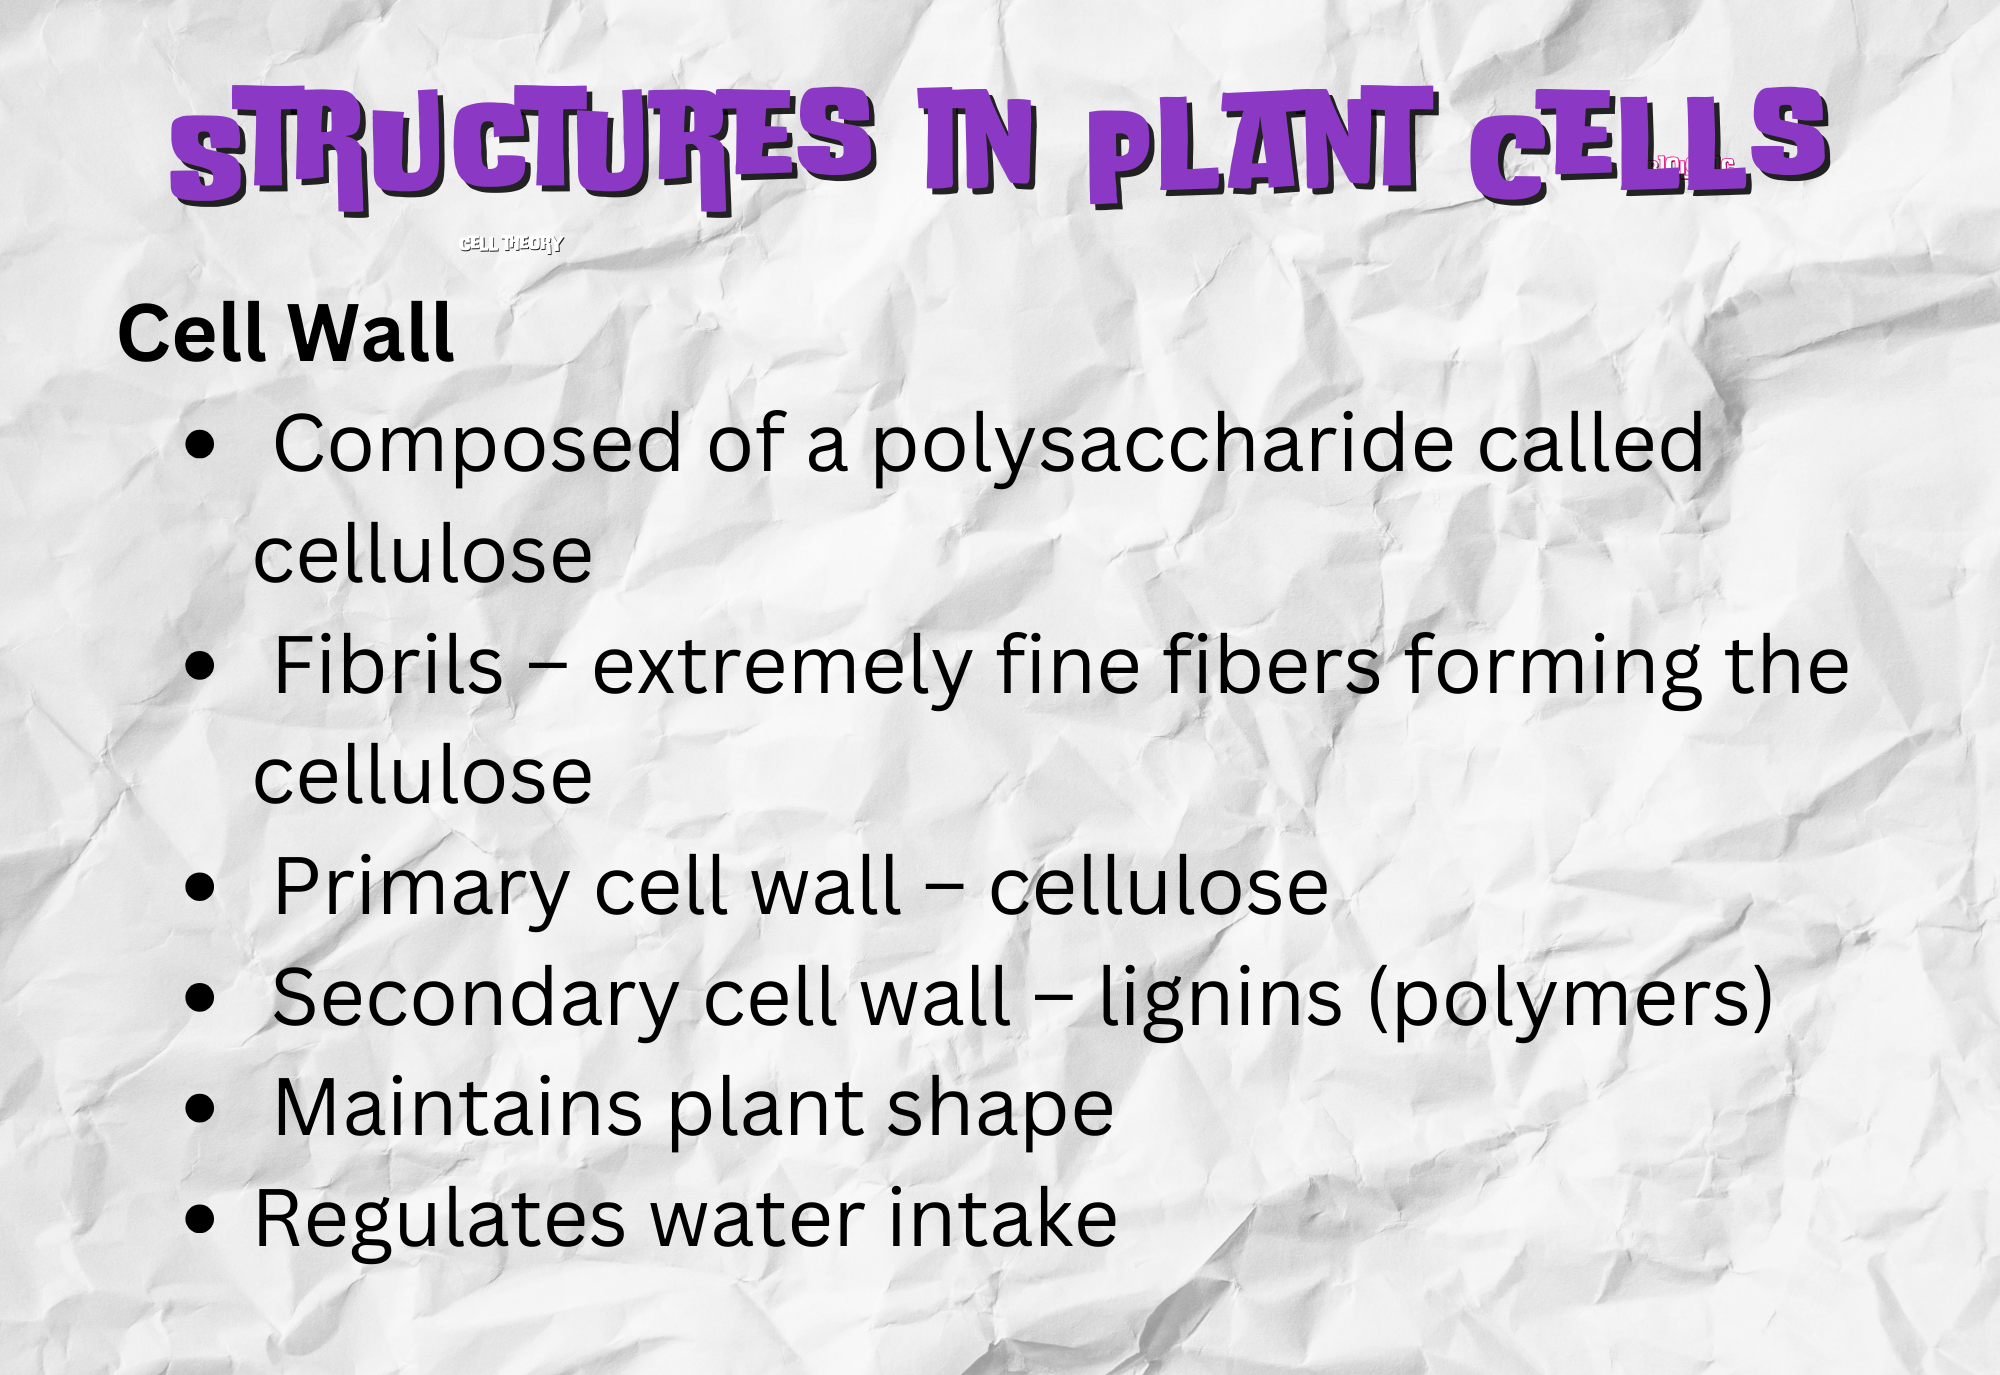 STRUCTURES IN PLANT CELLS
CELL THEORY
Cell Wall
• Composed of a polysaccharide called
cellulose
• Fibrils – extremely fine fibers forming the
cellulose
• Primary cell wall – cellulose
• Secondary cell wall – lignins (polymers)
• Maintains plant shape
• Regulates water intake